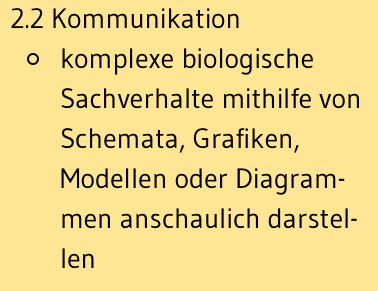 2.2 Kommunikation
○ komplexe biologische
Sachverhalte mithilfe von
Schemata, Grafiken,
Modellen oder Diagram-
men anschaulich darstel-
len